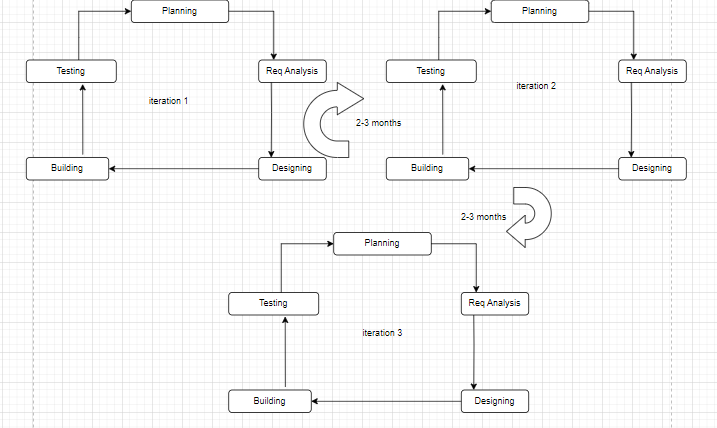 Planning
Testing
Req Analysis
iteration 1
Building
Designing
2-3 months
Planning
Testing
Req Analysis
iteration 2
Building
Designing
2-3 months
Planning
Testing
Req Analysis
iteration 3
Building
Designing